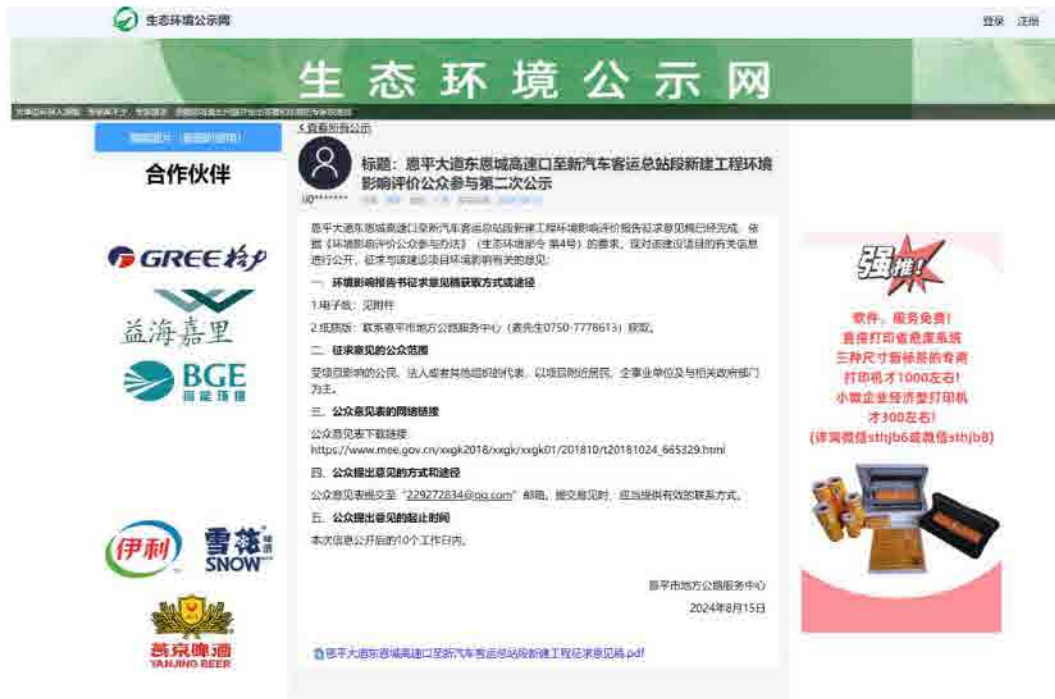 生态环境公示网
登录 注册
生态环境公示网
合作伙伴
GREE 格力
益海嘉里
BGE
高能环境
伊利
雪花
啤酒
SNOW
燕京啤酒
YANJING BEER
<查看所有公示
标题：恩平大道东恩城高速口至新汽车客运总站段新建工程环境
影响评价公众参与第二次公示
UQ*******
恩平大道东恩城高速口至新汽车客运总站段新建工程环境影响评价报告征求意见稿已经完成，依
据《环境影响评价公众参与办法》（生态环境部令 第4号）的要求，现对该建设项目的有关信息
进行公开，征求与该建设项目环境影响有关的意见：
一、环境影响报告书征求意见稿获取方式或途径
1.电子版：见附件
2.纸质版：联系恩平市地方公路服务中心（袁先生0750-7778613）获取。
二、征求意见的公众范围
受项目影响的公民、法人或者其他组织的代表，以项目附近居民、企事业单位及与相关政府部门
为主。
三、公众意见表的网络链接
公众意见表下载链接：
https://www.mee.gov.cn/xxgk2018/xxgk/xxgk01/201810/t20181024_665329.html
四、公众提出意见的方式和途径
公众意见表提交至“229272834@qq.com”邮箱。提交意见时，应当提供有效的联系方式。
五、公众提出意见的起止时间
本次信息公开后的10个工作日内。
恩平市地方公路服务中心
2024年8月15日
恩平大道东恩城高速口至新汽车客运总站段新建工程征求意见稿.pdf
强推！
软件，服务免费！
直接打印省危废系统
三种尺寸新标签的专商
打印机才1000左右！
小微企业经济型打印机
才300左右！
(详询微信sthjb6或微信sthjb8)